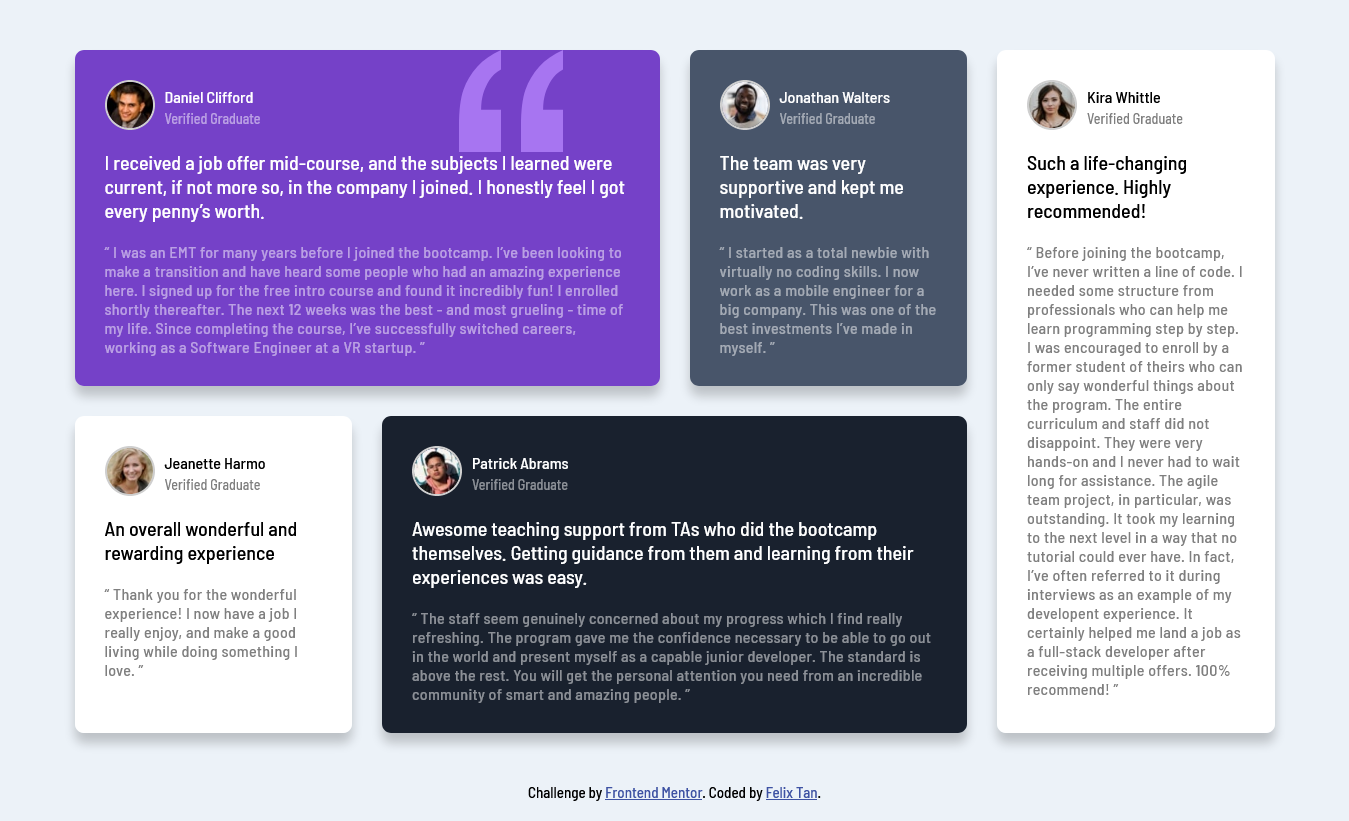 Daniel Clifford
Verified Graduate
I received a job offer mid-course, and the subjects I learned were
current, if not more so, in the company I joined. I honestly feel I got
every penny’s worth.
“ I was an EMT for many years before I joined the bootcamp. I’ve been looking to
make a transition and have heard some people who had an amazing experience
here. I signed up for the free intro course and found it incredibly fun! I enrolled
shortly thereafter. The next 12 weeks was the best - and most grueling - time of
my life. Since completing the course, I’ve successfully switched careers,
working as a Software Engineer at a VR startup. ”
Jonathan Walters
Verified Graduate
The team was very
supportive and kept me
motivated.
“ I started as a total newbie with
virtually no coding skills. I now
work as a mobile engineer for a
big company. This was one of the
best investments I’ve made in
myself. ”
Kira Whittle
Verified Graduate
Such a life-changing
experience. Highly
recommended!
“ Before joining the bootcamp,
I’ve never written a line of code. I
needed some structure from
professionals who can help me
learn programming step by step.
I was encouraged to enroll by a
former student of theirs who can
only say wonderful things about
the program. The entire
curriculum and staff did not
disappoint. They were very
hands-on and I never had to wait
long for assistance. The agile
team project, in particular, was
outstanding. It took my learning
to the next level in a way that no
tutorial could ever have. In fact,
I’ve often referred to it during
interviews as an example of my
developent experience. It
certainly helped me land a job as
a full-stack developer after
receiving multiple offers. 100%
recommend! ”
Jeanette Harmo
Verified Graduate
An overall wonderful and
rewarding experience
“ Thank you for the wonderful
experience! I now have a job I
really enjoy, and make a good
living while doing something I
love. ”
Patrick Abrams
Verified Graduate
Awesome teaching support from TAs who did the bootcamp
themselves. Getting guidance from them and learning from their
experiences was easy.
“ The staff seem genuinely concerned about my progress which I find really
refreshing. The program gave me the confidence necessary to be able to go out
in the world and present myself as a capable junior developer. The standard is
above the rest. You will get the personal attention you need from an incredible
community of smart and amazing people. ”
Challenge by Frontend Mentor. Coded by Felix Tan.